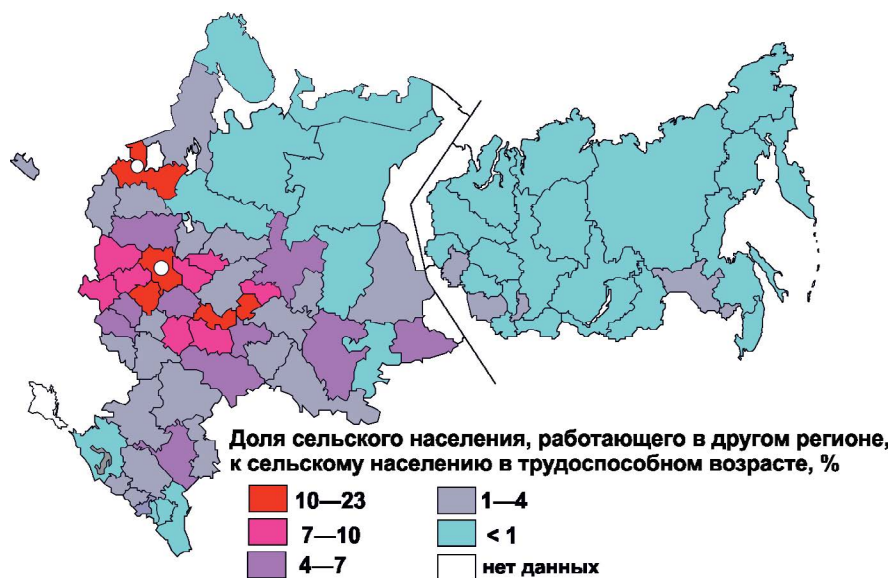 Доля сельского населения, работающего в другом регионе,
к сельскому населению в трудоспособном возрасте, %
10—23
7—10
4—7
1—4
< 1
нет данных